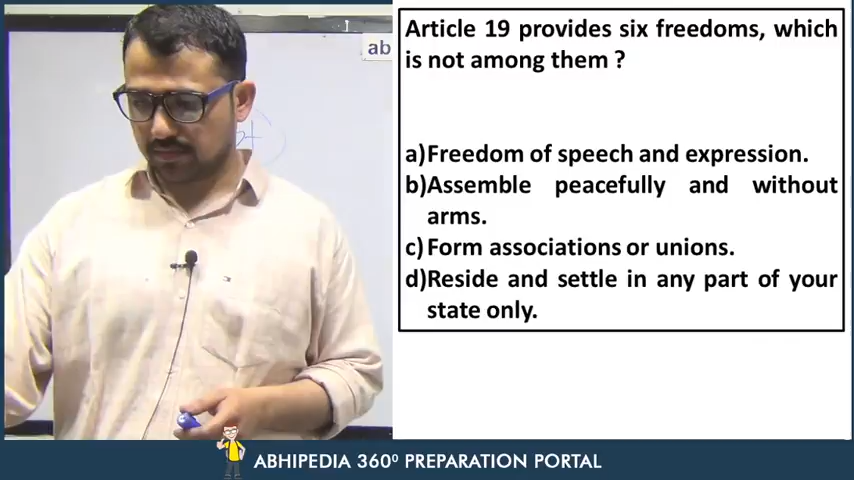 ab
Article 19 provides six freedoms, which
is not among them ?
a)Freedom of speech and expression.
b)Assemble peacefully and without
arms.
c) Form associations or unions.
d)Reside and settle in any part of your
state only.
ABHIPEDIA 360⁰ PREPARATION PORTAL